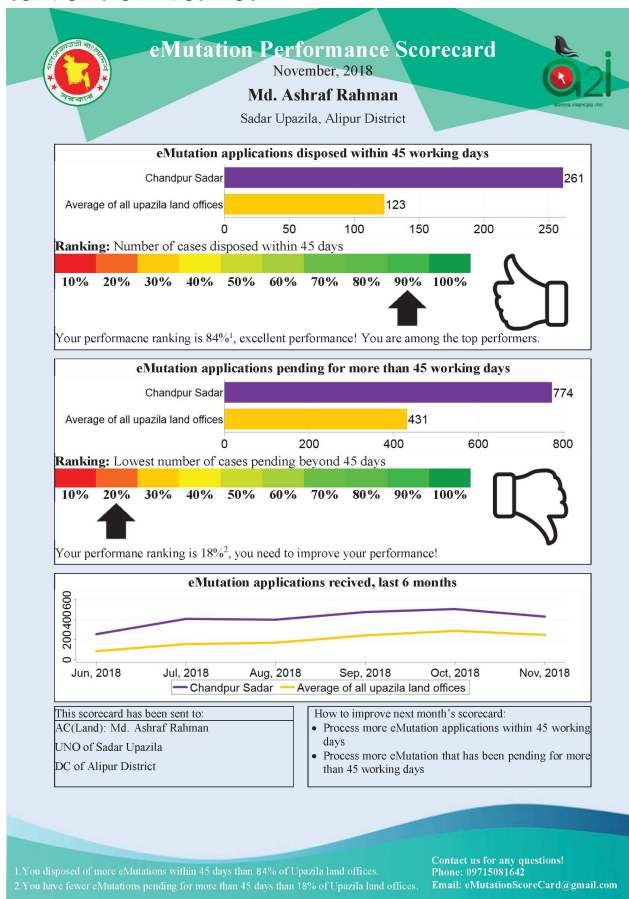 eMutation Performance Scorecard
November, 2018
Md. Ashraf Rahman
Sadar Upazila, Alipur District
a2i
eMutation applications disposed within 45 working days
Chandpur Sadar 261
Average of all upazila land offices 123
0 50 100 150 200 250
Ranking: Number of cases disposed within 45 days
10% 20% 30% 40% 50% 60% 70% 80% 90% 100%
Your performacne ranking is 84%¹, excellent performance! You are among the top performers.
eMutation applications pending for more than 45 working days
Chandpur Sadar 774
Average of all upazila land offices 431
0 200 400 600 800
Ranking: Lowest number of cases pending beyond 45 days
10% 20% 30% 40% 50% 60% 70% 80% 90% 100%
Your performane ranking is 18%², you need to improve your performance!
eMutation applications recived, last 6 months
0 200 400 600
Jun, 2018 Jul, 2018 Aug, 2018 Sep, 2018 Oct, 2018 Nov, 2018
Chandpur Sadar Average of all upazila land offices
This scorecard has been sent to:
AC(Land): Md. Ashraf Rahman
UNO of Sadar Upazila
DC of Alipur District
How to improve next month's scorecard:
• Process more eMutation applications within 45 working
days
• Process more eMutation that has been pending for more
than 45 working days
1.You disposed of more eMutations within 45 days than 84% of Upazila land offices.
2.You have fewer eMutations pending for more than 45 days than 18% of Upazila land offices.
Contact us for any questions!
Phone: 09715081642
Email: eMutationScoreCard@gmail.com